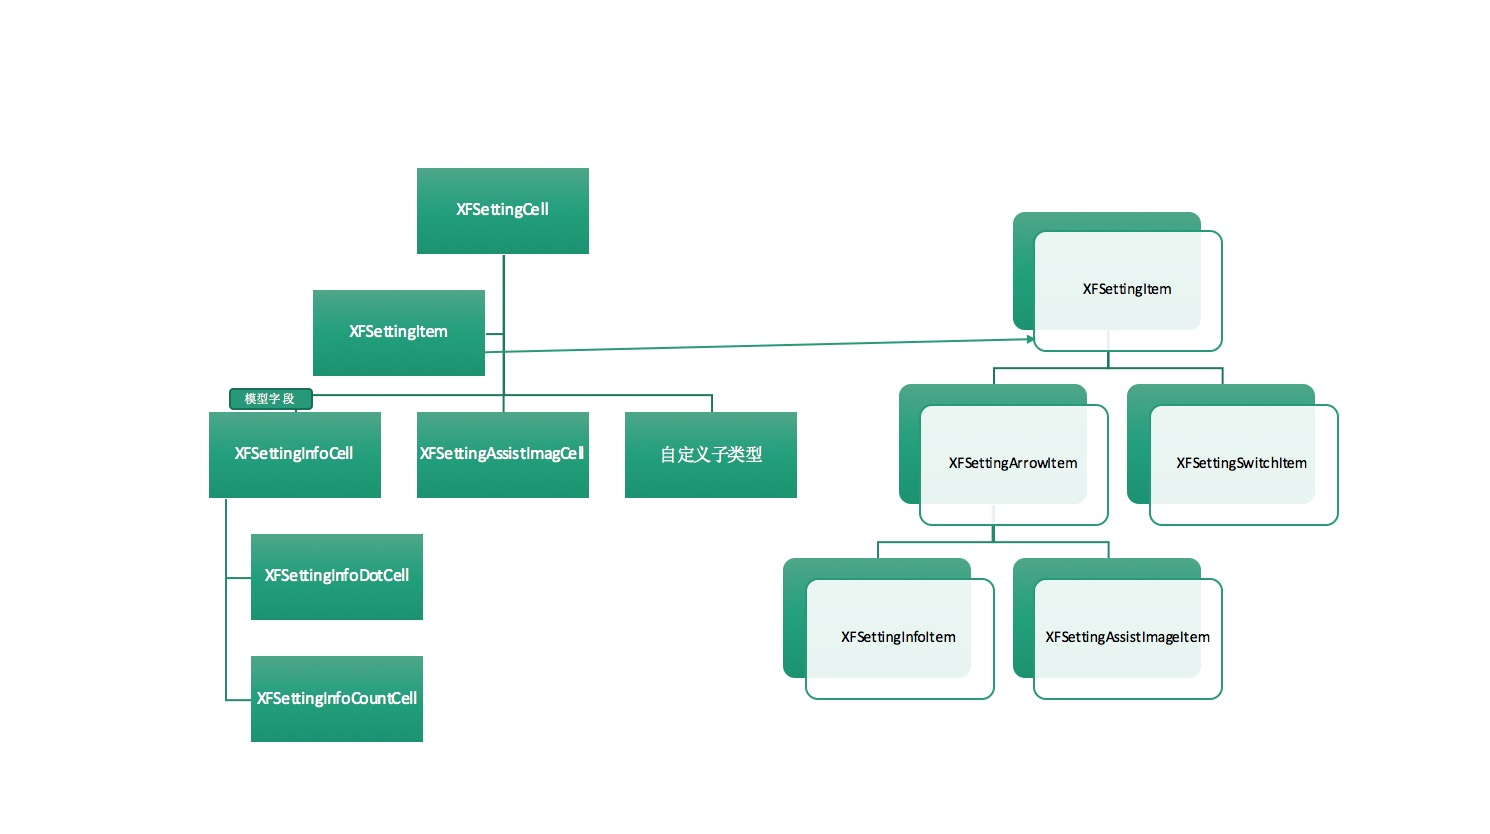 XFSettingCell
XFSettingItem
模型字段
XFSettingInfoCell
XFSettingAssistImagCell
自定义子类型
XFSettingInfoDotCell
XFSettingInfoCountCell
XFSettingItem
XFSettingArrowItem
XFSettingSwitchItem
XFSettingInfoItem
XFSettingAssistImageItem